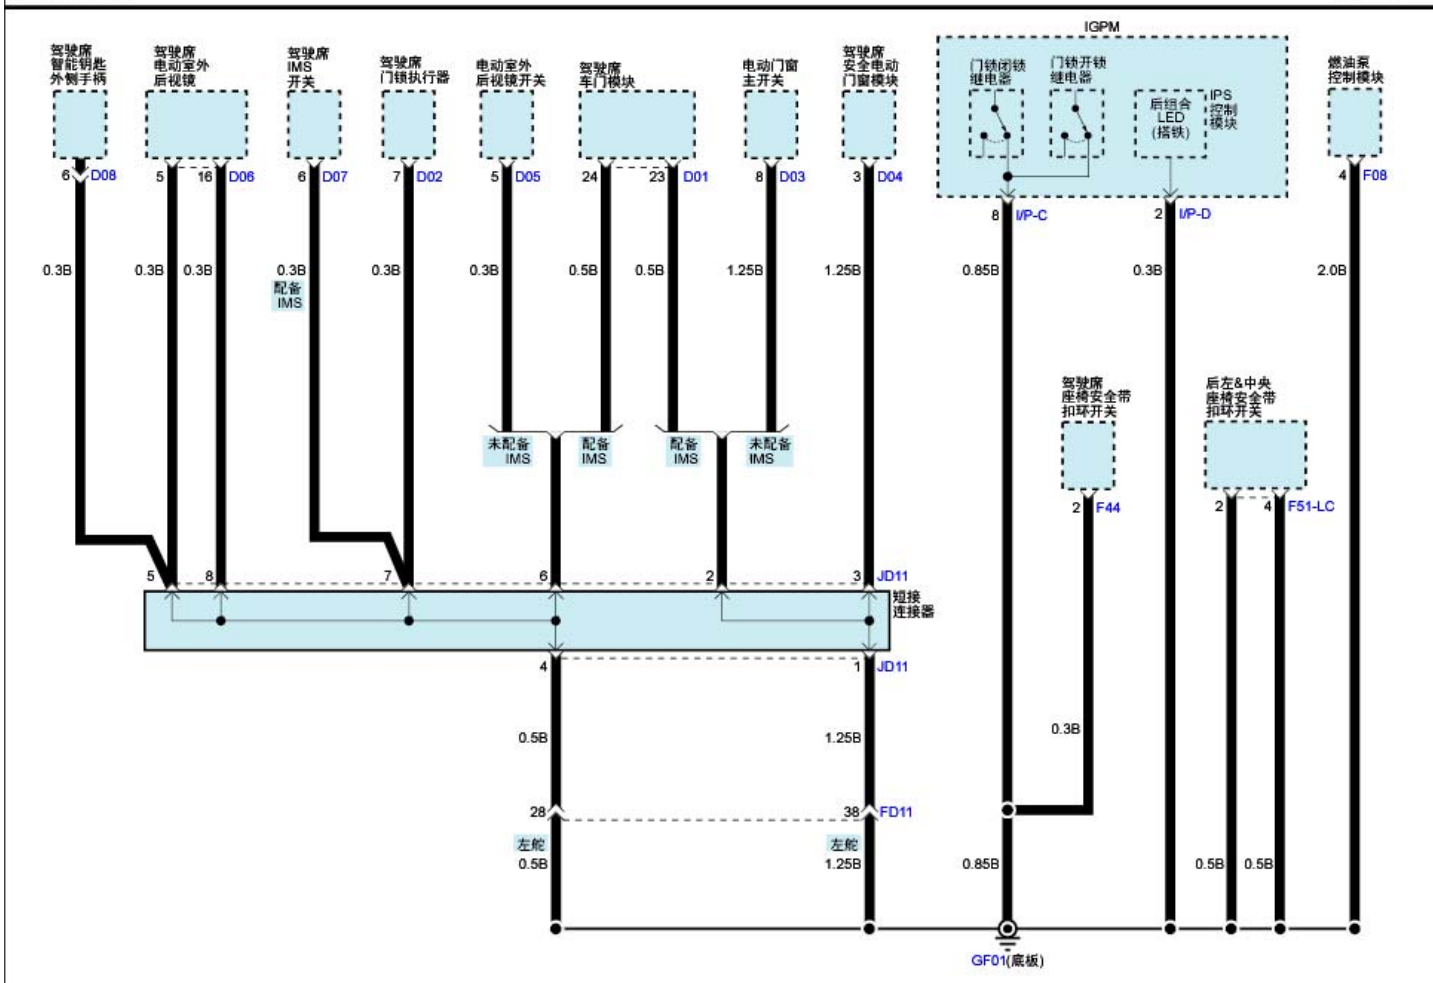 IGPM
驾驶席
智能钥匙
外侧手柄
驾驶席
电动室外
后视镜
驾驶席
IMS
开关
驾驶席
门锁执行器
电动室外
后视镜开关
驾驶席
车门模块
电动门窗
主开关
驾驶席
安全电动
门窗模块
门锁闭锁
继电器
门锁开锁
继电器
后组合
LED
(搭铁)
IPS
控制
模块
燃油泵
控制模块
6 D08
5
16 D06
6 D07
7 D02
5 D05
24
23 D01
8 D03
3 D04
8 I/P-C
2 I/P-D
4 F08
0.3B
0.3B
0.3B
0.3B
0.3B
0.3B
0.5B
0.5B
1.25B
1.25B
0.85B
0.3B
2.0B
配备
IMS
未配备
IMS
配备
IMS
配备
IMS
未配备
IMS
驾驶席
座椅安全带
扣环开关
后左&中央
座椅安全带
扣环开关
2 F44
2
4 F51-LC
5
8
7
6
2
3 JD11
短接
连接器
4
1 JD11
0.5B
1.25B
0.3B
28
38 FD11
左舵
0.5B
左舵
1.25B
0.85B
0.5B
0.5B
GF01(底板)